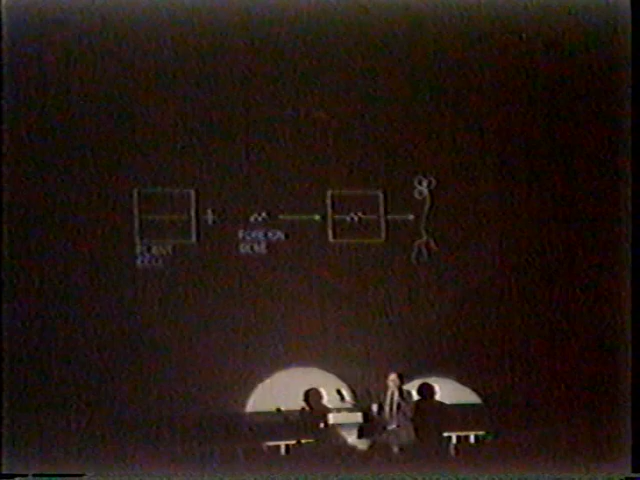 PLANT
CELL
+
FOREIGN
GENE